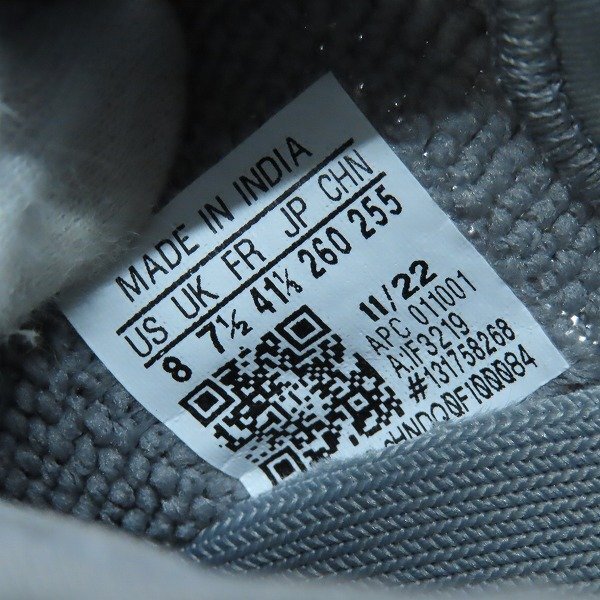 MADE IN INDIA
US UK FR JP CHN
8 7½ 41⅓ 260 255
11/22
APC 011001
A:IF3219
#131758268